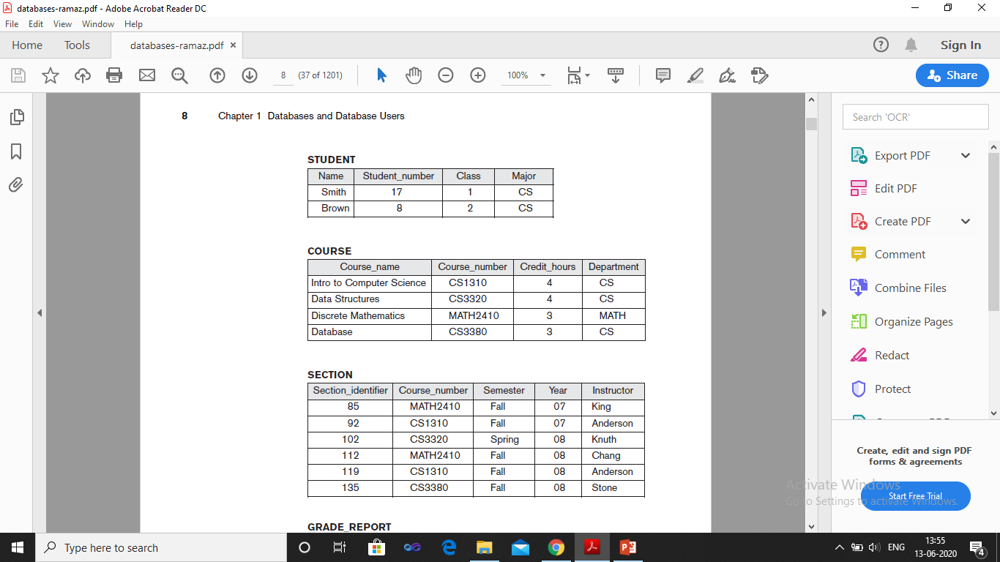 databases-ramaz.pdf - Adobe Acrobat Reader DC
File Edit View Window Help
Home Tools databases-ramaz.pdf × ? Sign In
8 (37 of 1201) 100% Share
8 Chapter 1 Databases and Database Users
Search 'OCR'
STUDENT
Name Student_number Class Major
Smith 17 1 CS
Brown 8 2 CS
COURSE
Course_name Course_number Credit_hours Department
Intro to Computer Science CS1310 4 CS
Data Structures CS3320 4 CS
Discrete Mathematics MATH2410 3 MATH
Database CS3380 3 CS
SECTION
Section_identifier Course_number Semester Year Instructor
85 MATH2410 Fall 07 King
92 CS1310 Fall 07 Anderson
102 CS3320 Spring 08 Knuth
112 MATH2410 Fall 08 Chang
119 CS1310 Fall 08 Anderson
135 CS3380 Fall 08 Stone
GRADE_REPORT
Export PDF
Edit PDF
Create PDF
Comment
Combine Files
Organize Pages
Redact
Protect
Create, edit and sign PDF
forms & agreements
Activate Windows
Go to Settings to activate Windows.
Start Free Trial
Type here to search
ENG
13:55
13-06-2020
4